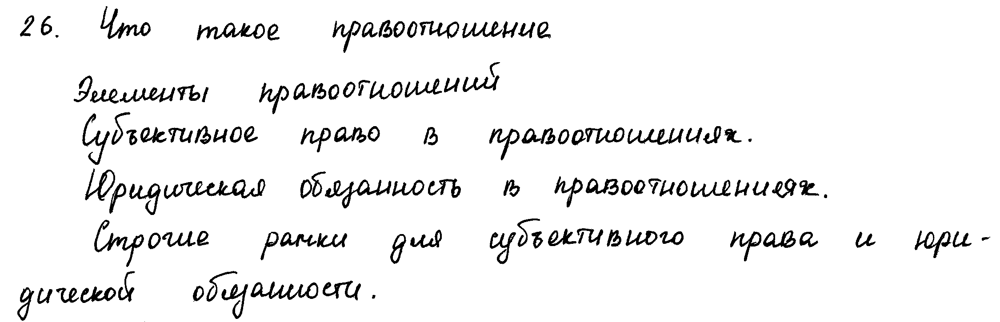 26. Что такое правоотношение
Элементы правоотношений
Субъективное право в правоотношениях.
Юридическая обязанность в правоотношениях.
Строгие рамки для субъективного права и юри-
дической обязанности.